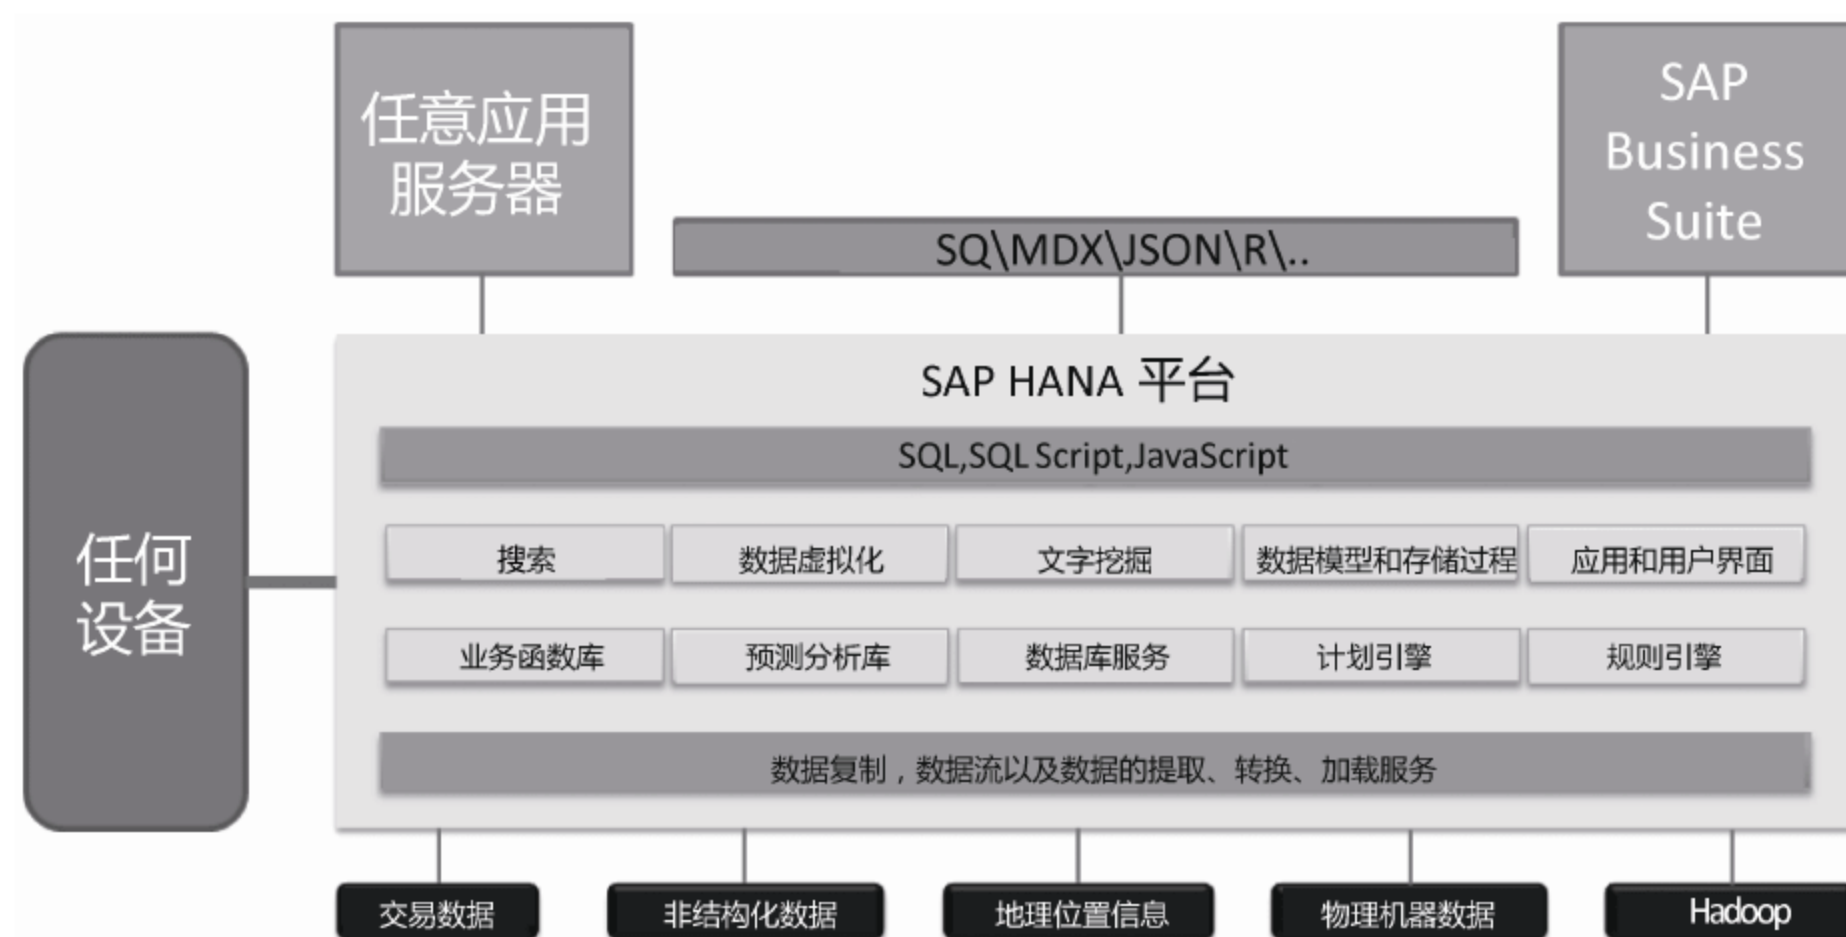 任意应用
服务器
SAP
Business
Suite
SQ\MDX\JSON\R\..
SAP HANA 平台
SQL,SQL Script,JavaScript
任何
设备
搜索
数据虚拟化
文字挖掘
数据模型和存储过程
应用和用户界面
业务函数库
预测分析库
数据库服务
计划引擎
规则引擎
数据复制，数据流以及数据的提取、转换、加载服务
交易数据
非结构化数据
地理位置信息
物理机器数据
Hadoop